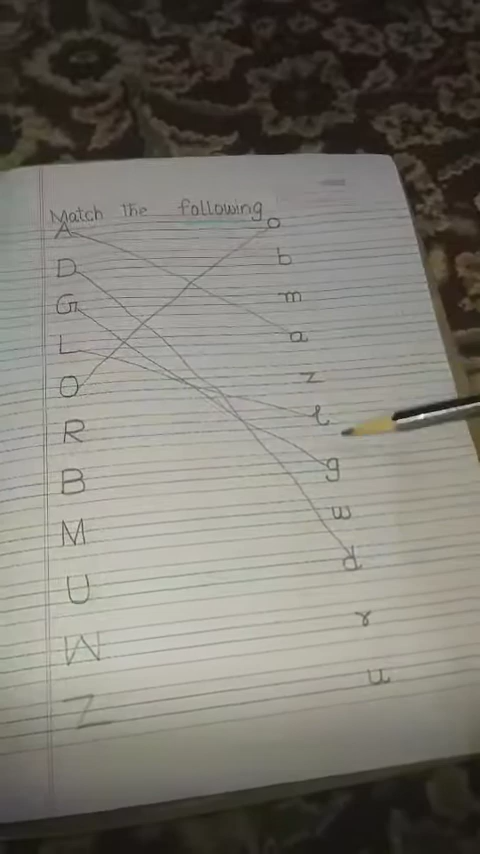 Match the following
A o
D b
G m
L a
O z
R l
B g
M w
U d
W r
Z u